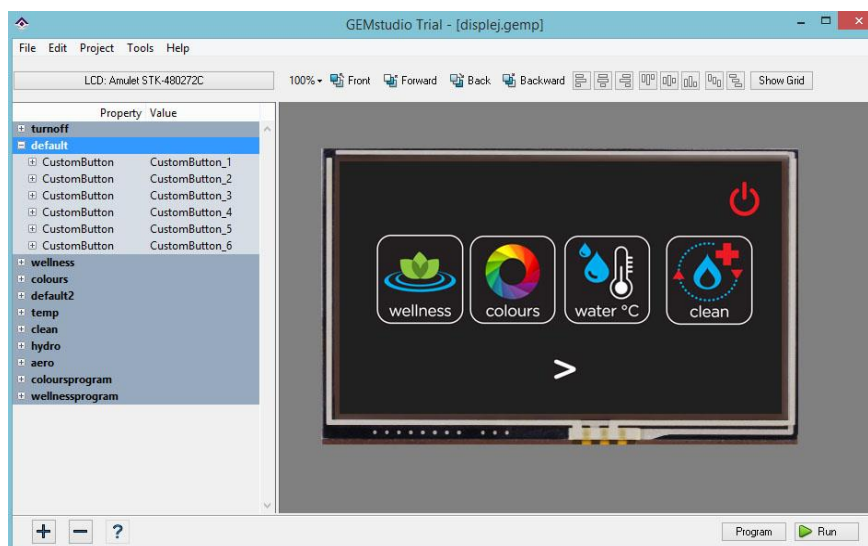 GEMstudio Trial - [displej.gemp]
File Edit Project Tools Help
LCD: Amulet STK-480272C
100% Front Forward Back Backward Show Grid
Property Value
turnoff
default
CustomButton CustomButton_1
CustomButton CustomButton_2
CustomButton CustomButton_3
CustomButton CustomButton_4
CustomButton CustomButton_5
CustomButton CustomButton_6
wellness
colours
default2
temp
clean
hydro
aero
coloursprogram
wellnessprogram
wellness colours water °C clean
>
Program Run